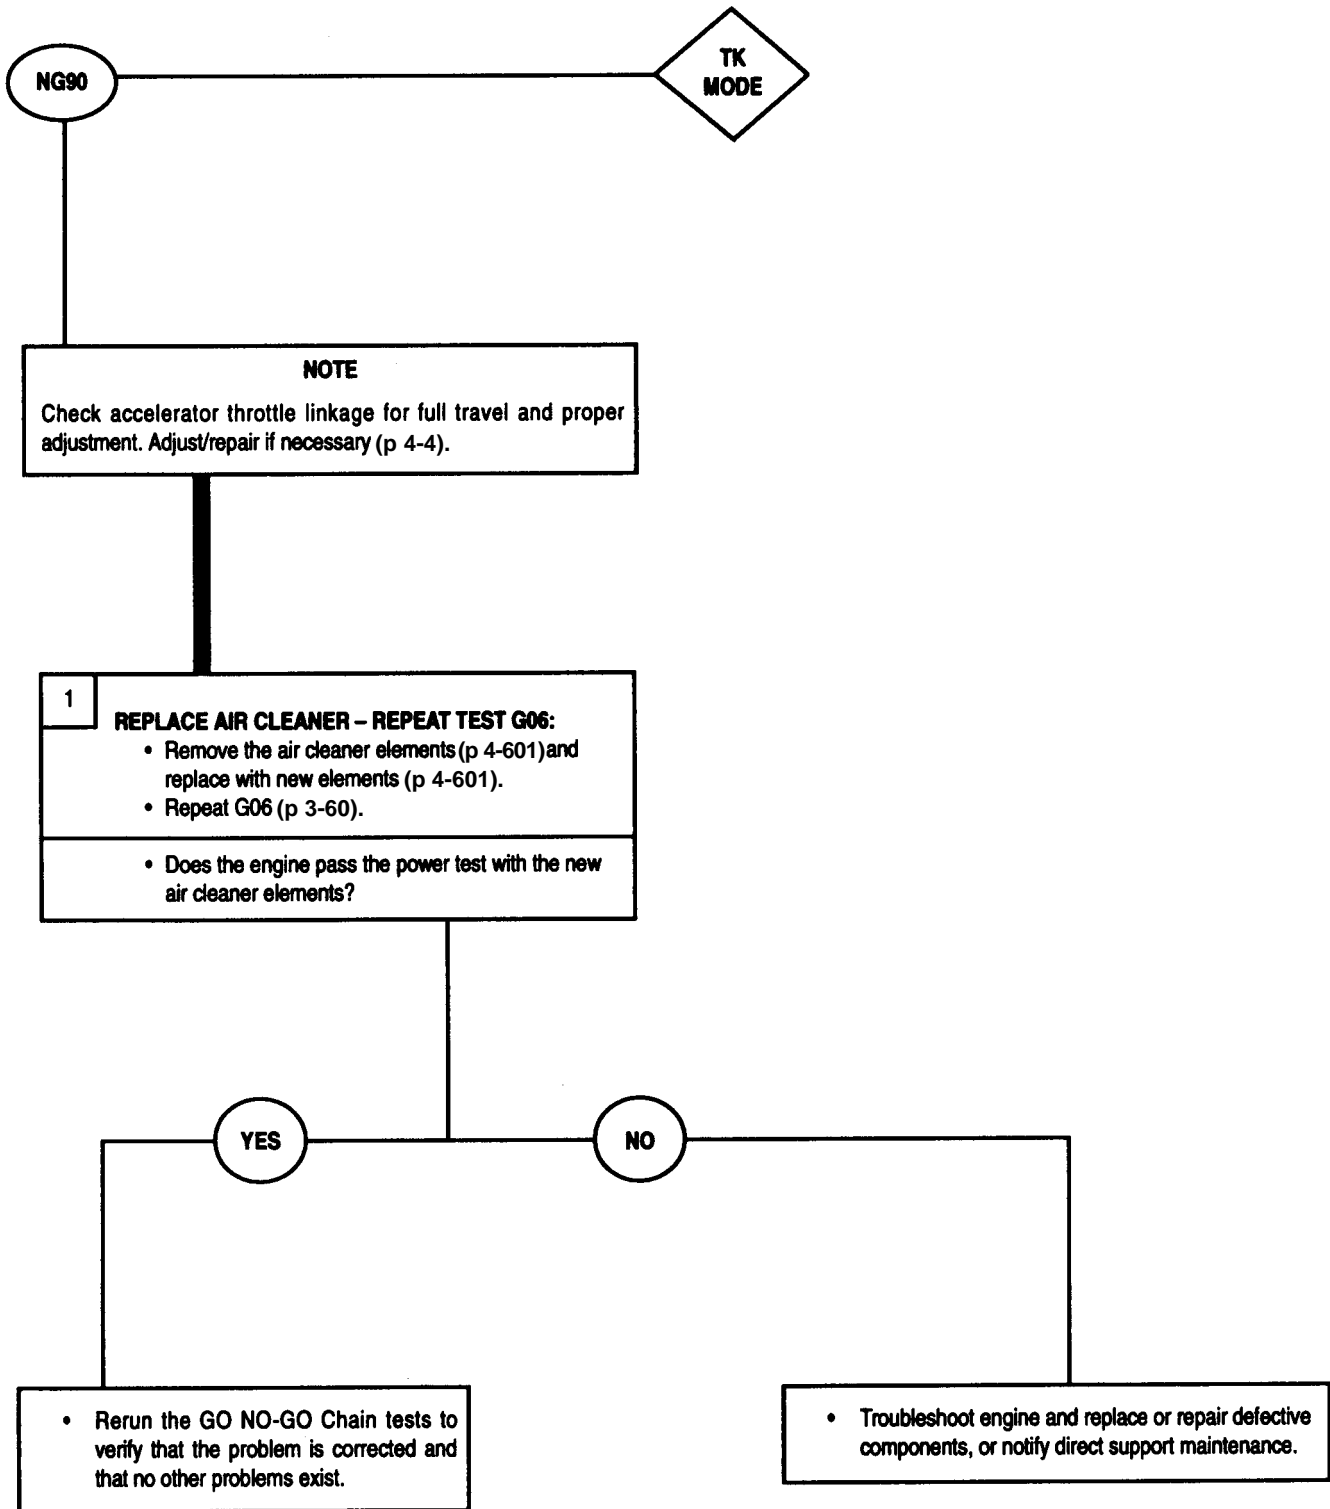 NG90
TK
MODE
NOTE
Check accelerator throttle linkage for full travel and proper
adjustment. Adjust/repair if necessary (p 4-4).
1
REPLACE AIR CLEANER – REPEAT TEST G06:
• Remove the air cleaner elements (p 4-601) and
replace with new elements (p 4-601).
• Repeat G06 (p 3-60).
• Does the engine pass the power test with the new
air cleaner elements?
YES
NO
• Rerun the GO NO-GO Chain tests to
verify that the problem is corrected and
that no other problems exist.
• Troubleshoot engine and replace or repair defective
components, or notify direct support maintenance.